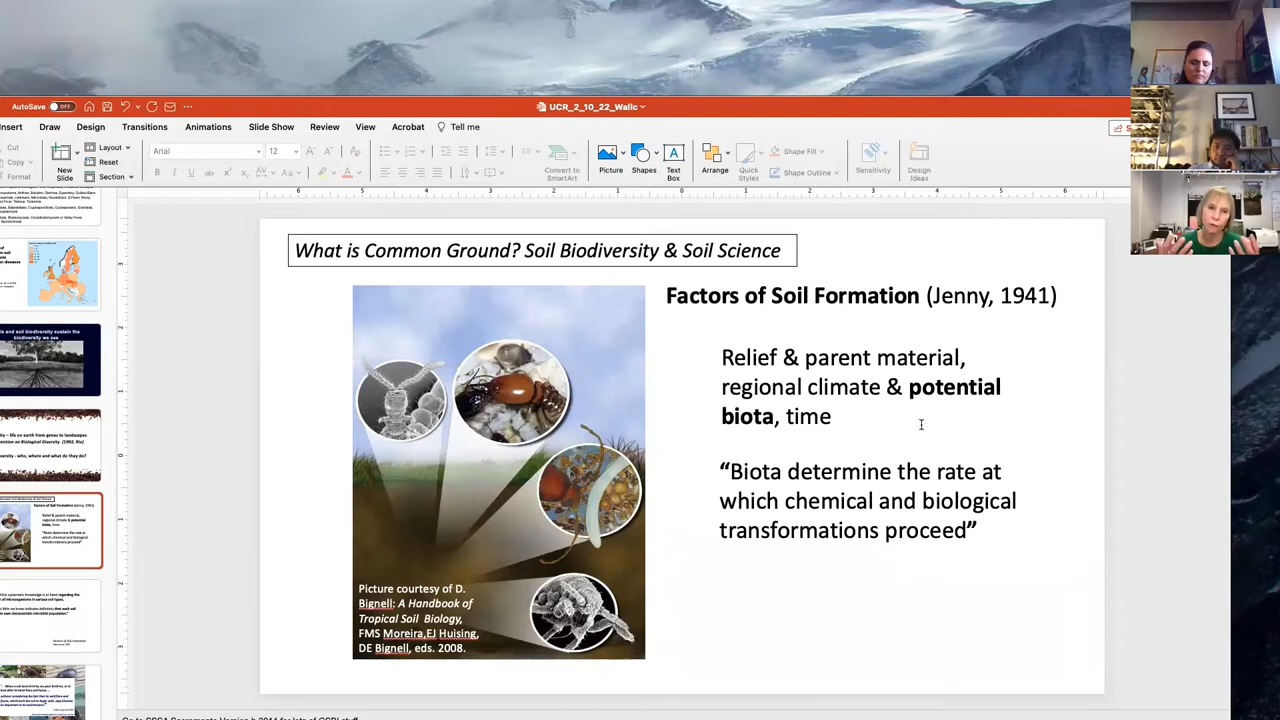 AutoSave OFF
UCR_2_10_22_Wallc
Insert Draw Design Transitions Animations Slide Show Review View Acrobat Tell me
Cut
Copy
Format
New Slide
Layout
Reset
Section
Arial 12
Convert to SmartArt
Picture
Shapes
Text Box
Arrange
Quick Styles
Shape Fill
Shape Outline
Sensitivity
Design Ideas
What is Common Ground? Soil Biodiversity & Soil Science
Factors of Soil Formation (Jenny, 1941)
Relief & parent material,
regional climate & potential
biota, time
“Biota determine the rate at
which chemical and biological
transformations proceed”
Picture courtesy of D.
Bignell: A Handbook of
Tropical Soil Biology,
FMS Moreira,EJ Huising,
DE Bignell, eds. 2008.